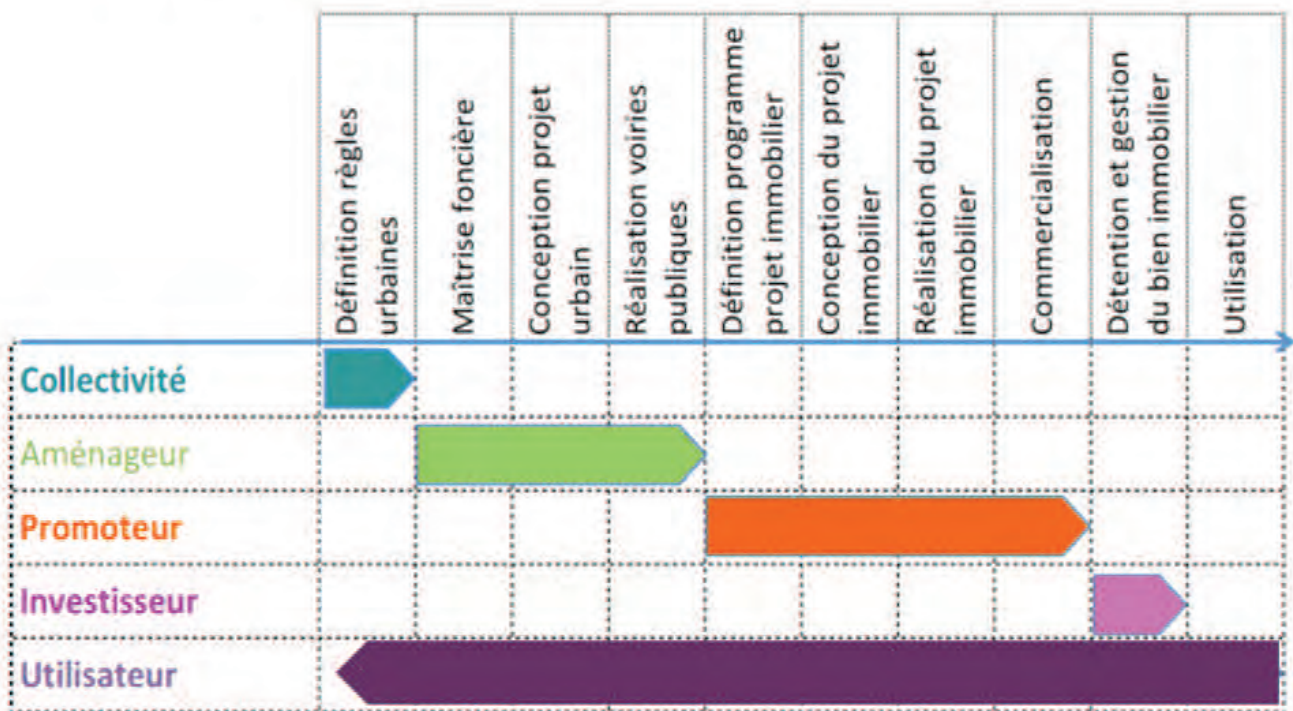 Définition règles
urbaines
Maîtrise foncière
Conception projet
urbain
Réalisation voiries
publiques
Définition programme
projet immobilier
Conception du projet
immobilier
Réalisation du projet
immobilier
Commercialisation
Détention et gestion
du bien immobilier
Utilisation
Collectivité
Aménageur
Promoteur
Investisseur
Utilisateur